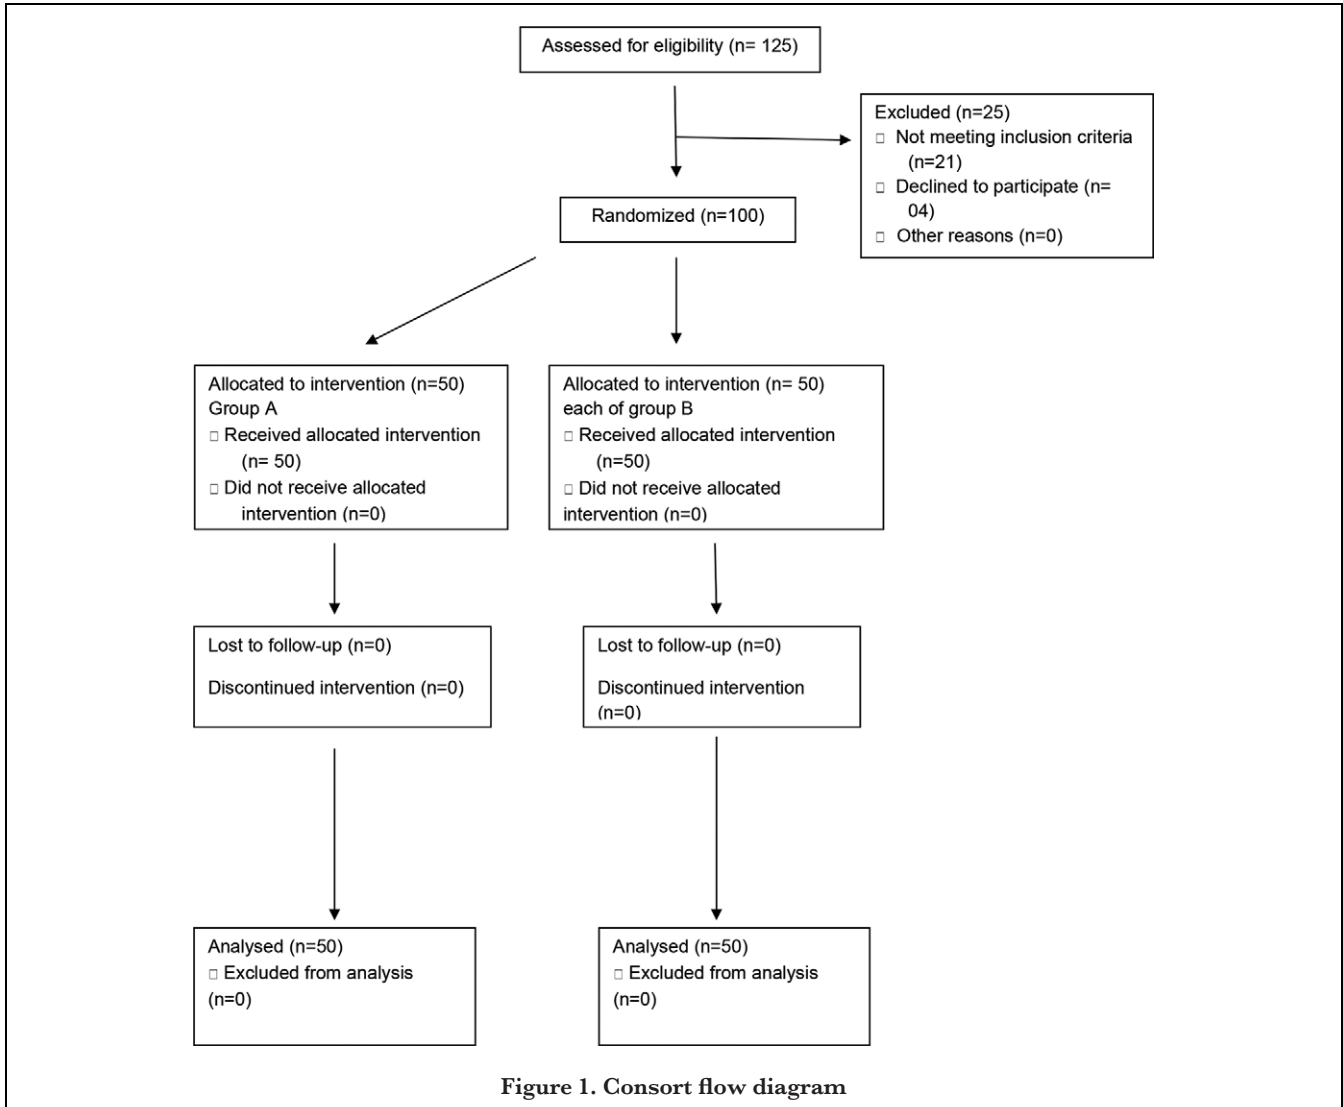 Assessed for eligibility (n= 125)
Excluded (n=25)
□ Not meeting inclusion criteria
(n=21)
□ Declined to participate (n=
04)
□ Other reasons (n=0)
Randomized (n=100)
Allocated to intervention (n=50)
Group A
□ Received allocated intervention
(n= 50)
□ Did not receive allocated
intervention (n=0)
Allocated to intervention (n= 50)
each of group B
□ Received allocated intervention
(n=50)
□ Did not receive allocated
intervention (n=0)
Lost to follow-up (n=0)
Discontinued intervention (n=0)
Lost to follow-up (n=0)
Discontinued intervention
(n=0)
Analysed (n=50)
□ Excluded from analysis
(n=0)
Analysed (n=50)
□ Excluded from analysis
(n=0)
Figure 1. Consort flow diagram